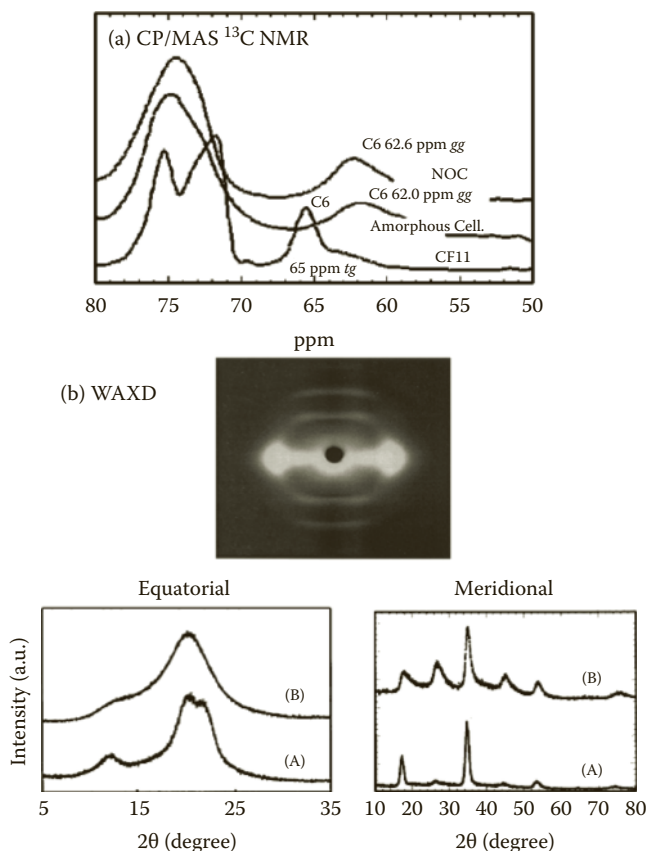 (a) CP/MAS ¹³C NMR
C6 62.6 ppm gg
NOC
C6 62.0 ppm gg
C6
Amorphous Cell.
65 ppm tg
CF11
80 75 70 65 60 55 50
ppm
(b) WAXD
Equatorial Meridional
Intensity (a.u.)
(B) (B)
(A) (A)
5 15 25 35 10 20 30 40 50 60 70 80
2θ (degree) 2θ (degree)